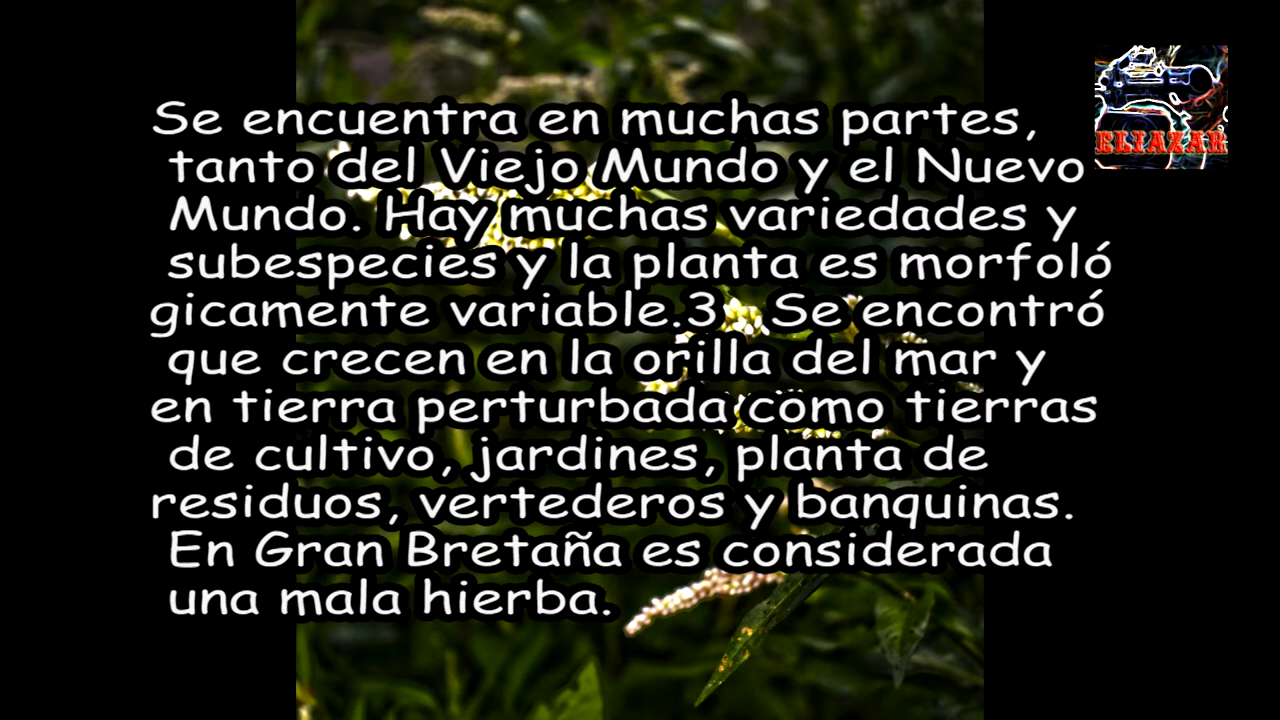 Se encuentra en muchas partes,
tanto del Viejo Mundo y el Nuevo
Mundo. Hay muchas variedades y
subespecies y la planta es morfoló
gicamente variable.3 Se encontró
que crecen en la orilla del mar y
en tierra perturbada como tierras
de cultivo, jardines, planta de
residuos, vertederos y banquinas.
En Gran Bretaña es considerada
una mala hierba.
ELIAZAR